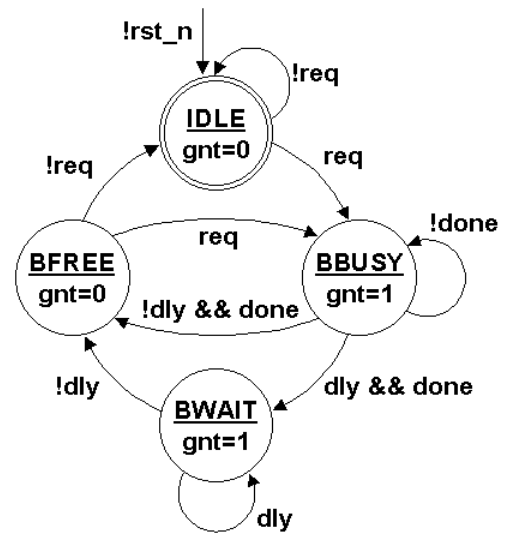 !rst_n
!req
IDLE
gnt=0
!req
req
req
!done
BFREE
gnt=0
BBUSY
gnt=1
!dly && done
!dly
dly && done
BWAIT
gnt=1
dly